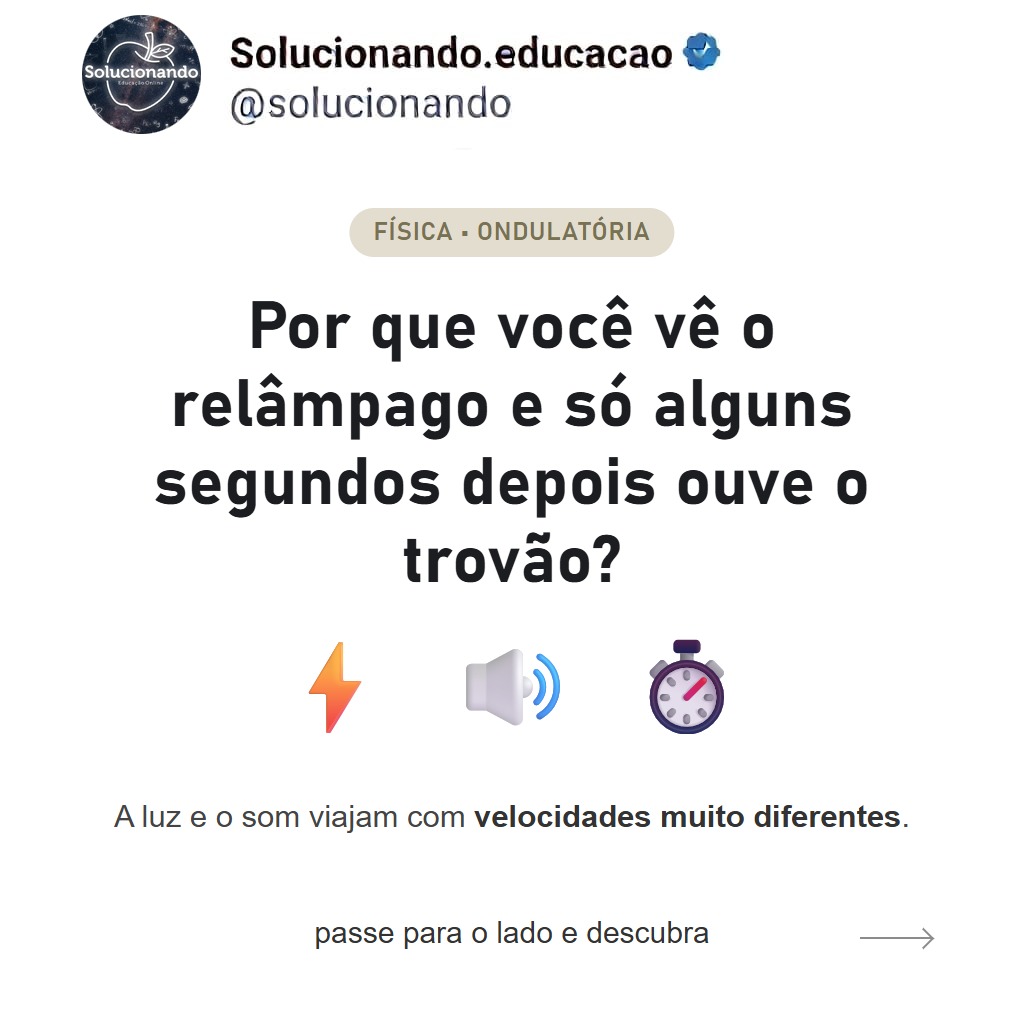 Solucionando
Educação Online
Solucionando.educacao
@solucionando
FÍSICA • ONDULATÓRIA
Por que você vê o
relâmpago e só alguns
segundos depois ouve o
trovão?
A luz e o som viajam com velocidades muito diferentes.
passe para o lado e descubra